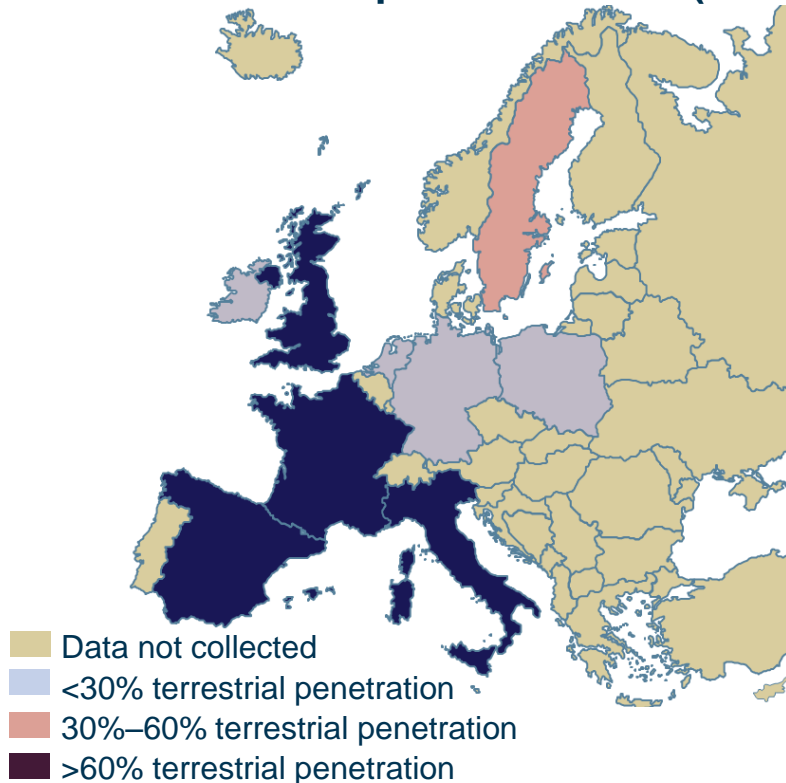 Data not collected
<30% terrestrial penetration
30%–60% terrestrial penetration
>60% terrestrial penetration